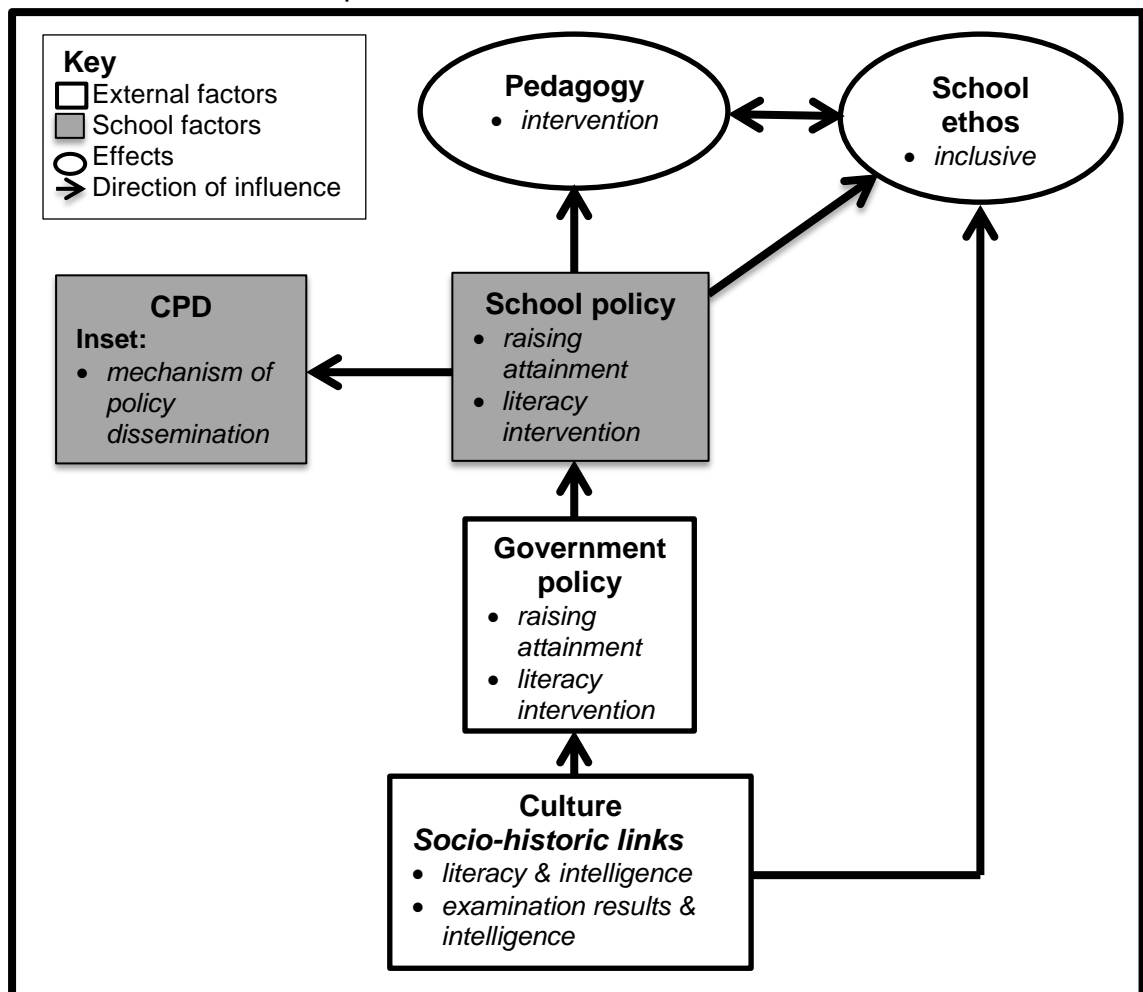 Key
External factors
School factors
Effects
Direction of influence
Pedagogy
• intervention
School
ethos
• inclusive
CPD
Inset:
• mechanism of
policy
dissemination
School policy
• raising
attainment
• literacy
intervention
Government
policy
• raising
attainment
• literacy
intervention
Culture
Socio-historic links
• literacy & intelligence
• examination results &
intelligence